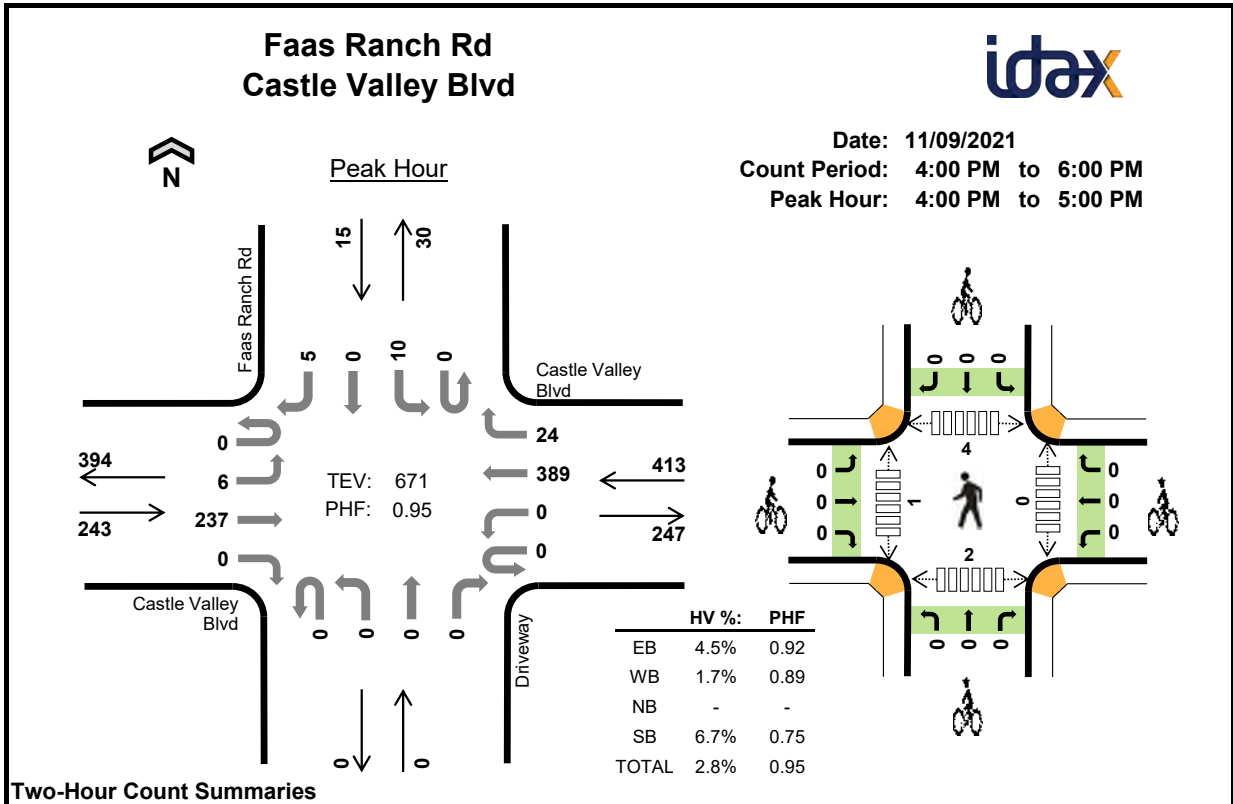 Faas Ranch Rd
Castle Valley Blvd
idax
Date: 11/09/2021
Count Period: 4:00 PM to 6:00 PM
Peak Hour: 4:00 PM to 5:00 PM
N
Peak Hour
15
30
Faas Ranch Rd
5
0
10
0
Castle Valley
Blvd
0
6
237
0
394
243
TEV: 671
PHF: 0.95
24
389
0
0
413
247
Castle Valley
Blvd
0
0
0
0
Driveway
0
0
0 0 0
4
0
0
0
1
0
0
0
0
2
0 0 0
HV %: PHF
EB 4.5% 0.92
WB 1.7% 0.89
NB - -
SB 6.7% 0.75
TOTAL 2.8% 0.95
Two-Hour Count Summaries